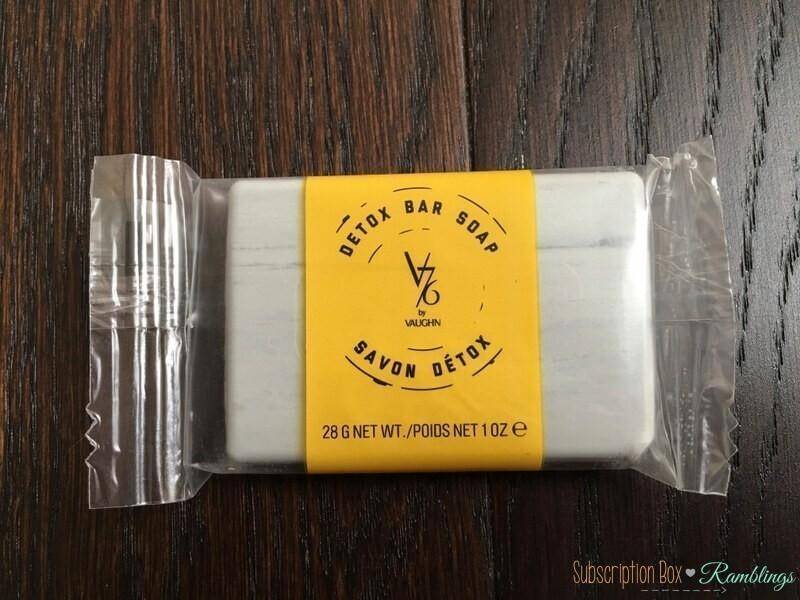 DETOX BAR SOAP
V76
by
VAUGHN
SAVON DÉTOX
28 G NET WT./POIDS NET 1 OZ ℮
Subscription Box ♥ Ramblings